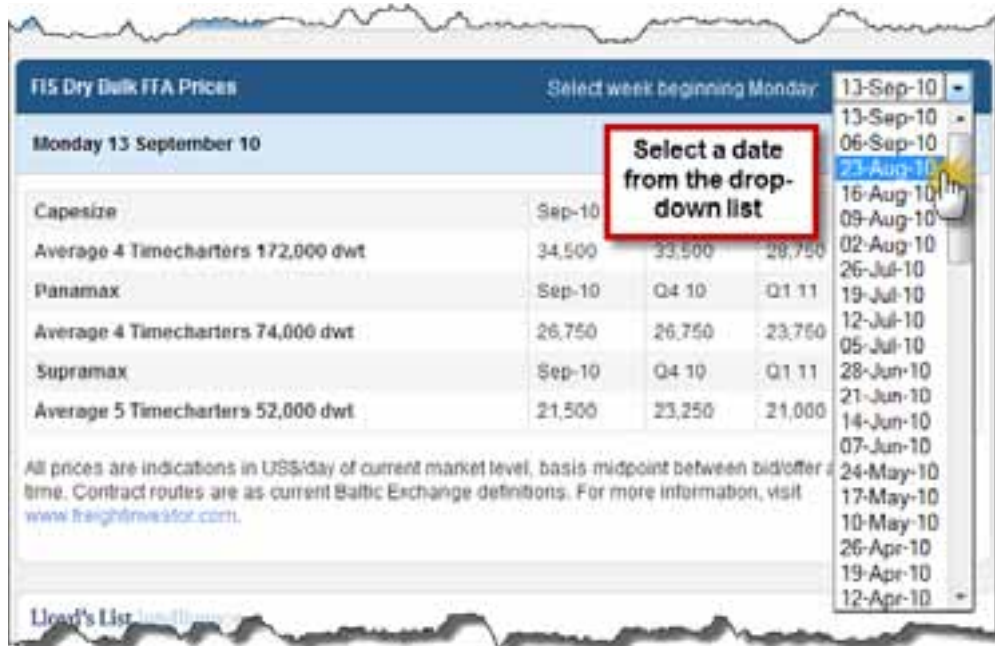 FIS Dry Bulk FFA Prices
Select week beginning Monday: 13-Sep-10
Monday 13 September 10
Select a date
from the drop-
down list
Capesize Sep-10
Average 4 Timecharters 172,000 dwt 34,500 33,500 28,750
Panamax Sep-10 Q4 10 Q1 11
Average 4 Timecharters 74,000 dwt 26,750 26,750 23,750
Supramax Sep-10 Q4 10 Q1 11
Average 5 Timecharters 52,000 dwt 21,500 23,250 21,000
All prices are indications in US$/day of current market level, basis midpoint between bid/offer
time. Contract routes are as current Baltic Exchange definitions. For more information, visit
www.freightinvestor.com.
13-Sep-10
06-Sep-10
23-Aug-10
16-Aug-10
09-Aug-10
02-Aug-10
26-Jul-10
19-Jul-10
12-Jul-10
05-Jul-10
28-Jun-10
21-Jun-10
14-Jun-10
07-Jun-10
24-May-10
17-May-10
10-May-10
26-Apr-10
19-Apr-10
12-Apr-10
Lloyd's List